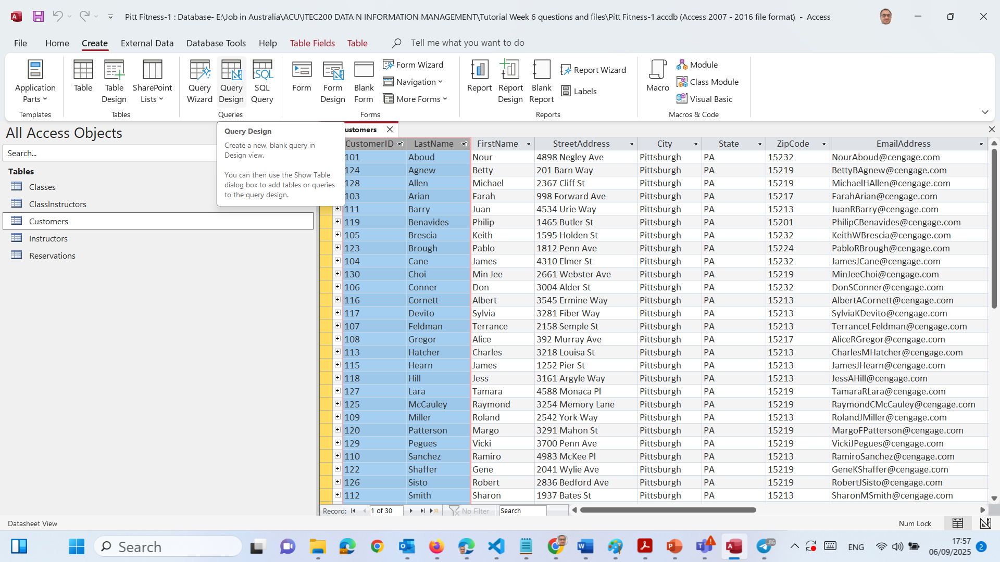 Pitt Fitness-1 : Database- E:\Job in Australia\ACU\ITEC200 DATA N INFORMATION MANAGEMENT\Tutorial Week 6 questions and files\Pitt Fitness-1.accdb (Access 2007 - 2016 file format) - Access
File Home Create External Data Database Tools Help Table Fields Table Tell me what you want to do
Application Parts
Templates
Table
Table Design
SharePoint Lists
Tables
Query Wizard
Query Design
SQL Query
Queries
Form
Form Design
Blank Form
Form Wizard
Navigation
More Forms
Forms
Report
Report Design
Blank Report
Report Wizard
Labels
Reports
Macro
Module
Class Module
Visual Basic
Macros & Code
All Access Objects
Search...
Tables
Classes
ClassInstructors
Customers
Instructors
Reservations
Query Design
Create a new, blank query in
Design view.
You can then use the Show Table
dialog box to add tables or queries
to the query design.
ustomers
CustomerID LastName FirstName StreetAddress City State ZipCode EmailAddress
101 Aboud Nour 4898 Negley Ave Pittsburgh PA 15232 NourAboud@cengage.com
124 Agnew Betty 201 Barn Way Pittsburgh PA 15219 BettyBAgnew@cengage.com
128 Allen Michael 2367 Cliff St Pittsburgh PA 15219 MichaelHAllen@cengage.com
103 Arian Farah 998 Forward Ave Pittsburgh PA 15217 FarahArian@cengage.com
111 Barry Juan 4534 Urie Way Pittsburgh PA 15213 JuanRBarry@cengage.com
119 Benavides Philip 1465 Butler St Pittsburgh PA 15201 PhilipCBenavides@cengage.com
105 Brescia Keith 1595 Holden St Pittsburgh PA 15232 KeithWBrescia@cengage.com
123 Brough Pablo 1812 Penn Ave Pittsburgh PA 15224 PabloRBrough@cengage.com
104 Cane James 4310 Elmer St Pittsburgh PA 15232 JamesJCane@cengage.com
130 Choi Min Jee 2661 Webster Ave Pittsburgh PA 15219 MinJeeChoi@cengage.com
106 Conner Don 3004 Alder St Pittsburgh PA 15232 DonSConner@cengage.com
116 Cornett Albert 3545 Ermine Way Pittsburgh PA 15213 AlbertACornett@cengage.com
117 Devito Sylvia 3281 Fiber Way Pittsburgh PA 15213 SylviaKDevito@cengage.com
107 Feldman Terrance 2158 Semple St Pittsburgh PA 15213 TerranceLFeldman@cengage.com
108 Gregor Alice 392 Murray Ave Pittsburgh PA 15217 AliceRGregor@cengage.com
113 Hatcher Charles 3218 Louisa St Pittsburgh PA 15213 CharlesMHatcher@cengage.com
115 Hearn James 1252 Pier St Pittsburgh PA 15213 JamesJHearn@cengage.com
118 Hill Jess 3161 Argyle Way Pittsburgh PA 15213 JessAHill@cengage.com
127 Lara Tamara 4588 Monaca Pl Pittsburgh PA 15219 TamaraRLara@cengage.com
125 McCauley Raymond 3254 Memory Lane Pittsburgh PA 15219 RaymondCMcCauley@cengage.com
109 Miller Roland 2542 York Way Pittsburgh PA 15213 RolandJMiller@cengage.com
120 Patterson Margo 3291 Mahon St Pittsburgh PA 15219 MargoFPatterson@cengage.com
129 Pegues Vicki 3700 Penn Ave Pittsburgh PA 15219 VickiJPegues@cengage.com
110 Sanchez Ramiro 4983 McKee Pl Pittsburgh PA 15213 RamiroSanchez@cengage.com
122 Shaffer Gene 2041 Wylie Ave Pittsburgh PA 15219 GeneKShaffer@cengage.com
126 Sisto Robert 2836 Bedford Ave Pittsburgh PA 15219 RobertJSisto@cengage.com
112 Smith Sharon 1937 Bates St Pittsburgh PA 15213 SharonMSmith@cengage.com
Record: 1 of 30 No Filter Search
Datasheet View Num Lock
Search
.86
ENG
17:57
06/09/2025
2